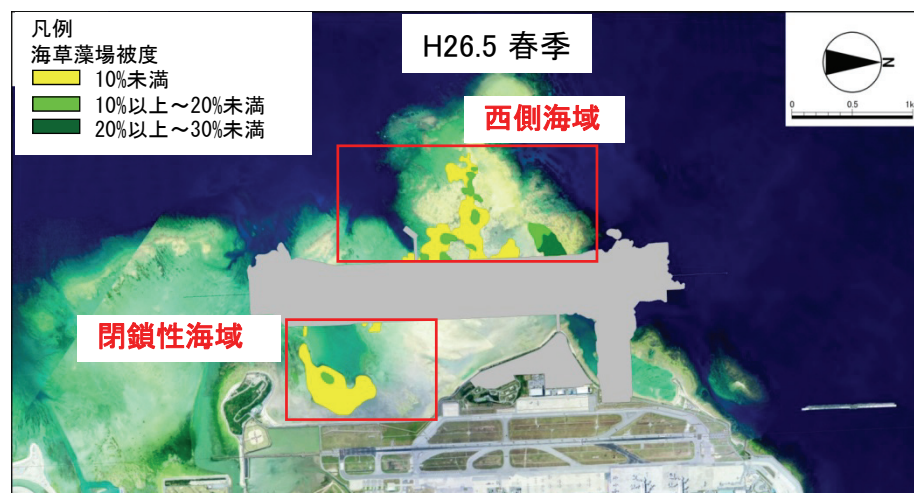 凡例
海草藻場被度
10%未満
10%以上～20%未満
20%以上～30%未満
H26.5 春季
N
0 0.5 1k
西側海域
閉鎖性海域